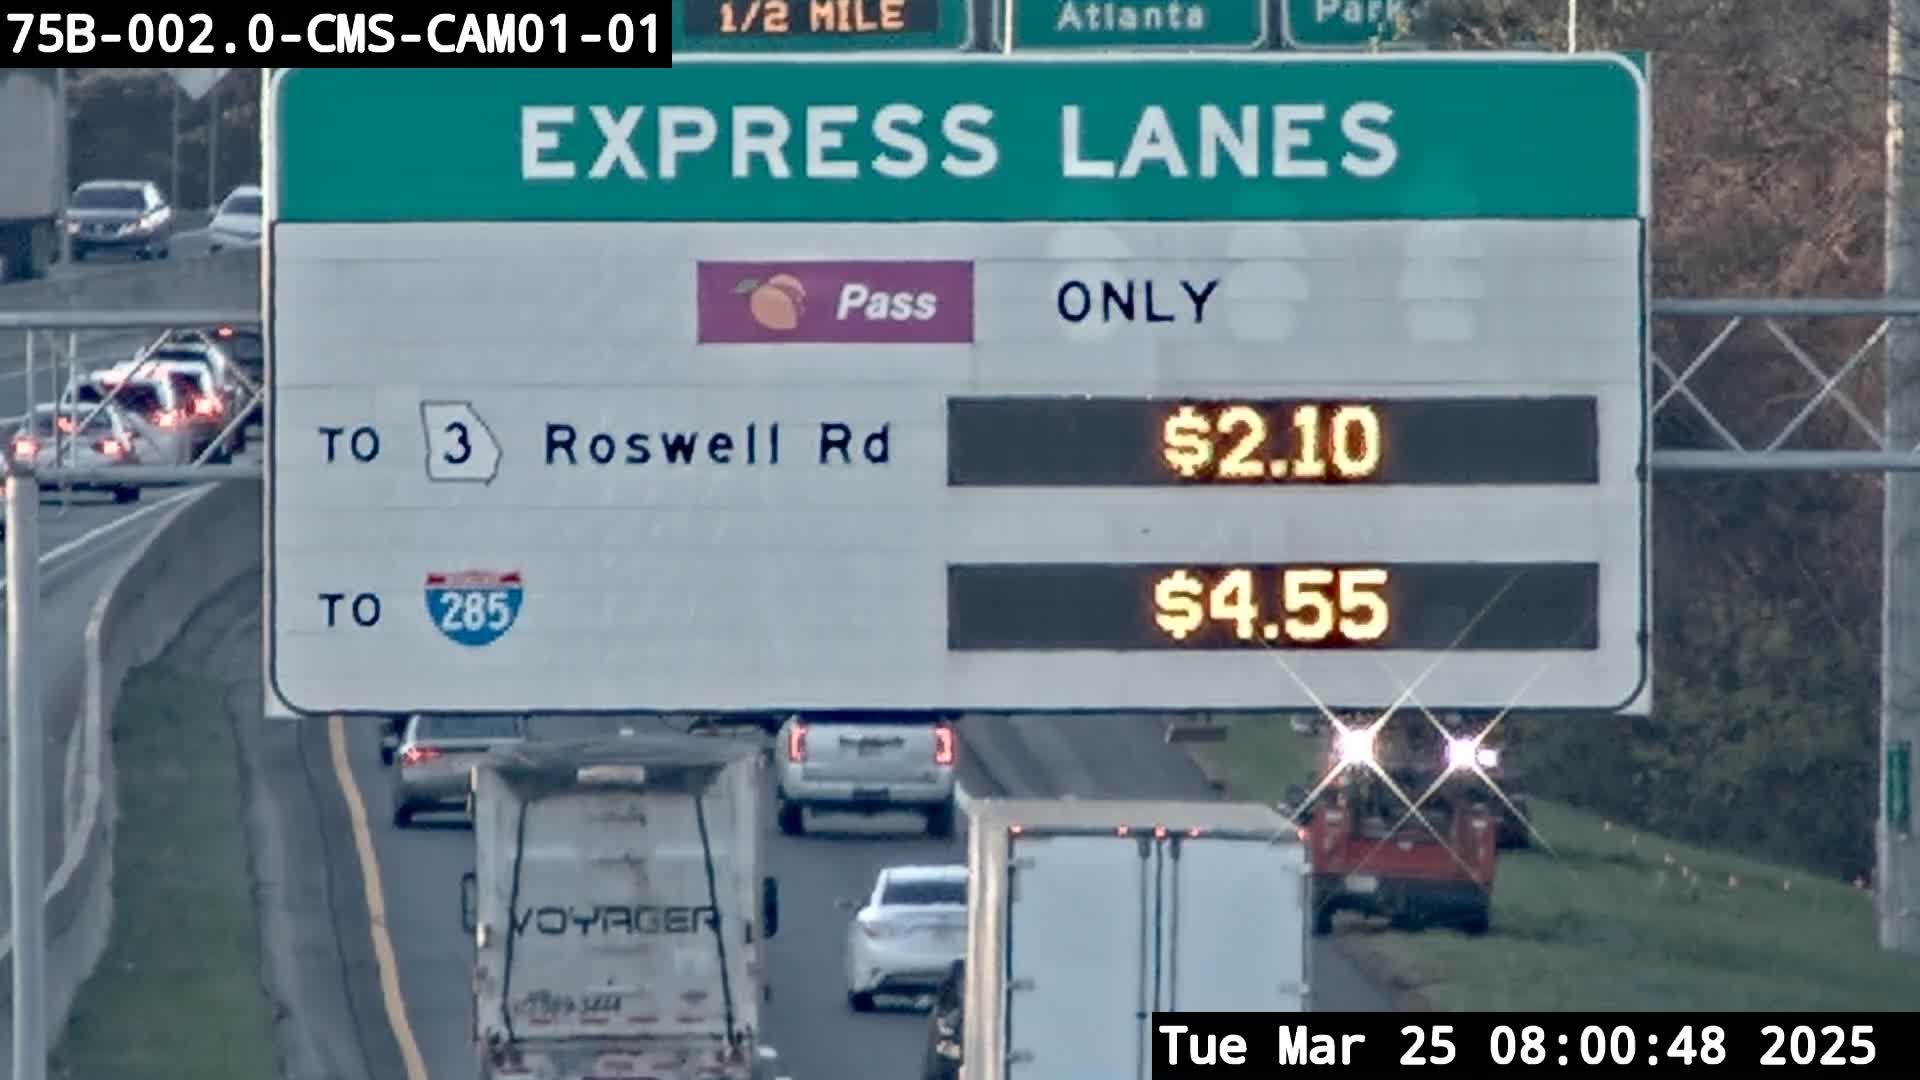 75B-002.0-CMS-CAM01-01
1/2 MILE
Atlanta
EXPRESS LANES
Pass ONLY
TO 3 Roswell Rd $2.10
TO 285 $4.55
VOYAGER
Tue Mar 25 08:00:48 2025